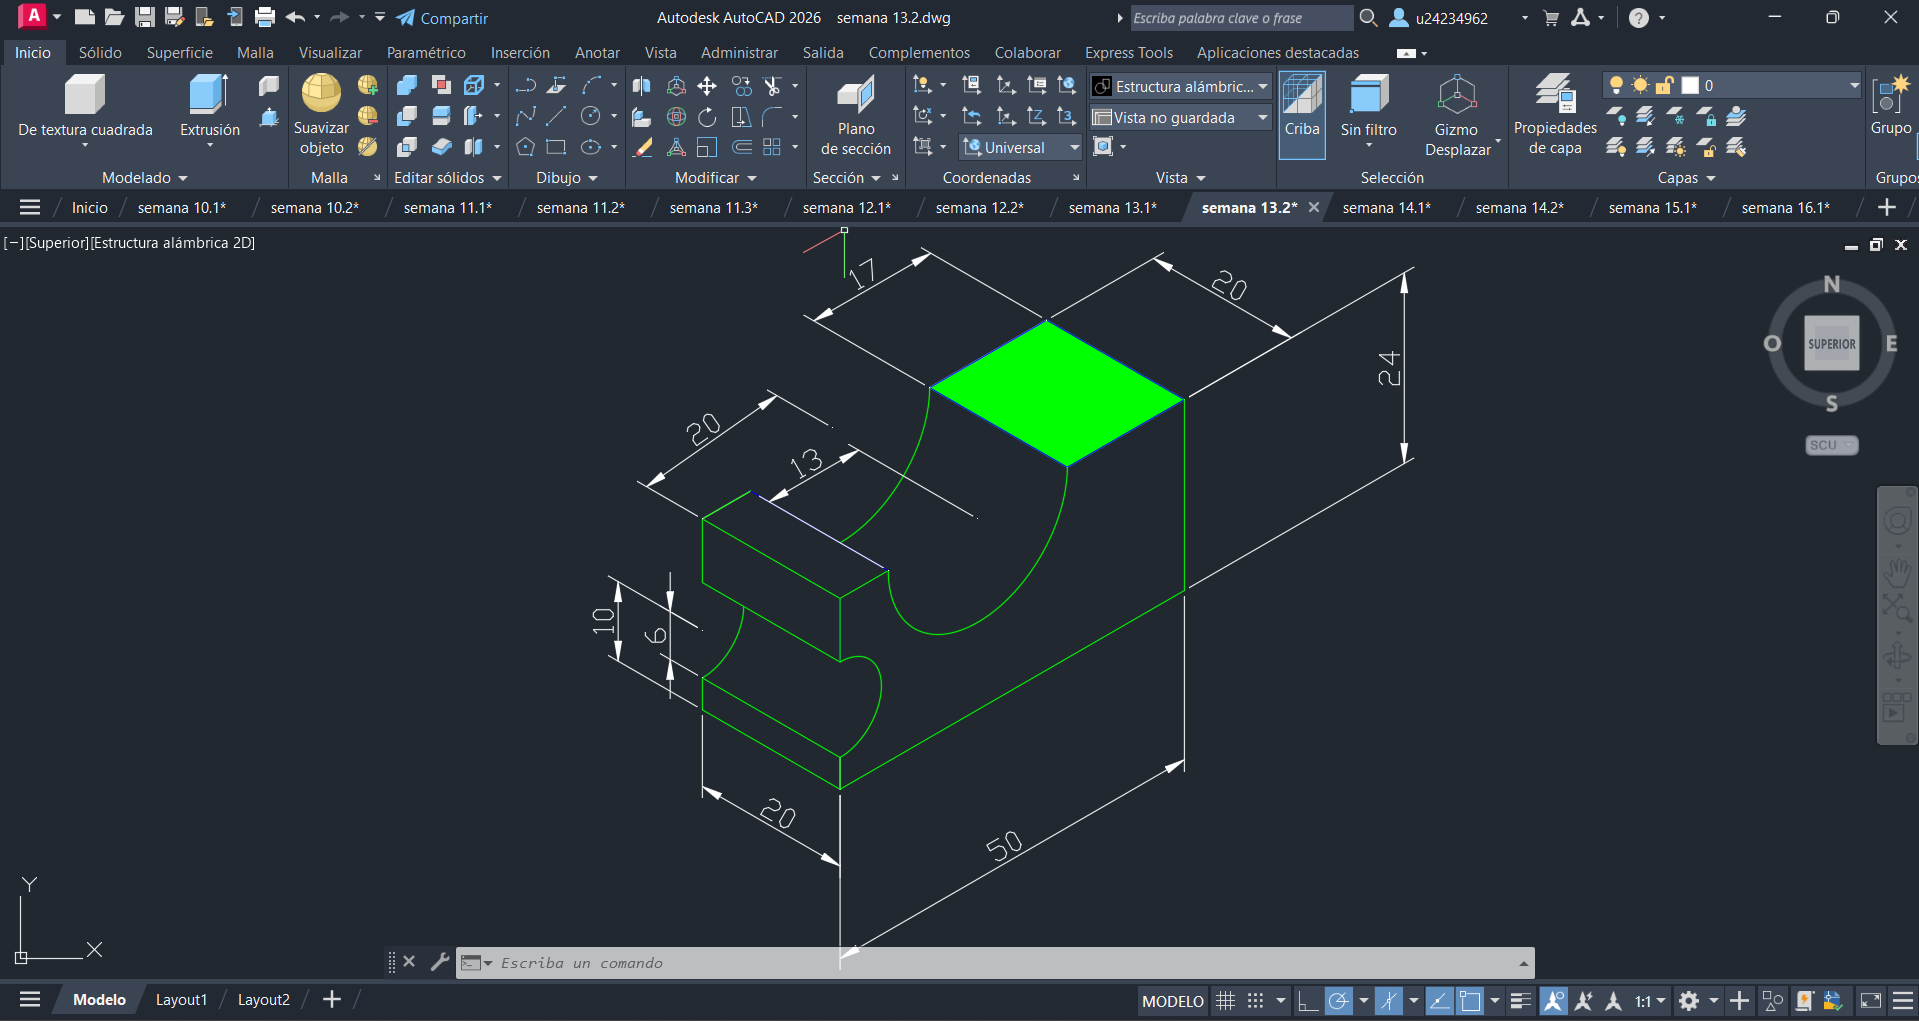 A
Compartir
Autodesk AutoCAD 2026 semana 13.2.dwg
Escriba palabra clave o frase
u24234962
?
Inicio
Sólido
Superficie
Malla
Visualizar
Paramétrico
Inserción
Anotar
Vista
Administrar
Salida
Complementos
Colaborar
Express Tools
Aplicaciones destacadas
De textura cuadrada
Extrusión
Suavizar
objeto
Plano
de sección
Universal
Estructura alámbric...
Vista no guardada
Criba
Sin filtro
Gizmo
Desplazar
Propiedades
de capa
0
Grupo
Modelado
Malla
Editar sólidos
Dibujo
Modificar
Sección
Coordenadas
Vista
Selección
Capas
Grupos
Inicio
semana 10.1*
semana 10.2*
semana 11.1*
semana 11.2*
semana 11.3*
semana 12.1*
semana 12.2*
semana 13.1*
semana 13.2*
semana 14.1*
semana 14.2*
semana 15.1*
semana 16.1*
[−][Superior][Estructura alámbrica 2D]
N
O
SUPERIOR
E
S
SCU
17
20
24
20
13
10
6
20
50
Y
X
Escriba un comando
Modelo
Layout1
Layout2
MODELO
1:1